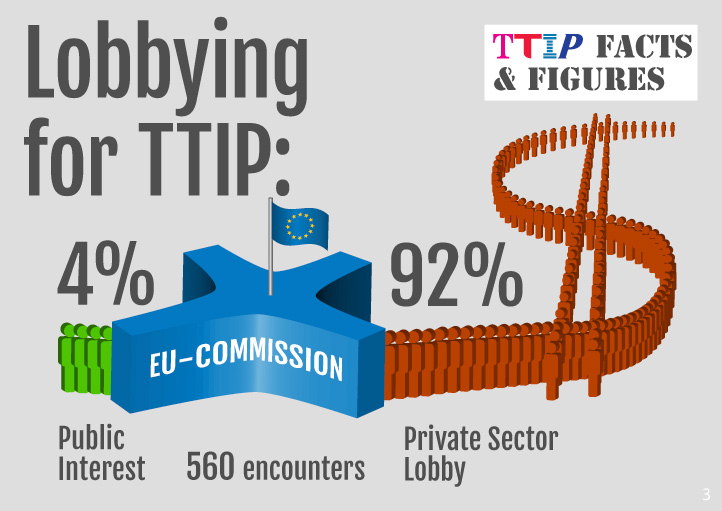 Lobbying
for TTIP:
TTIP FACTS
& FIGURES
4%
92%
EU-COMMISSION
Public
Interest
560 encounters
Private Sector
Lobby
3